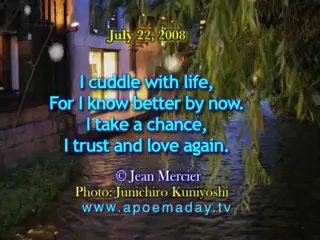 July 22, 2008
I cuddle with life,
For I know better by now.
I take a chance,
I trust and love again.
© Jean Mercier
Photo: Junichiro Kuniyoshi
www.apoemaday.tv